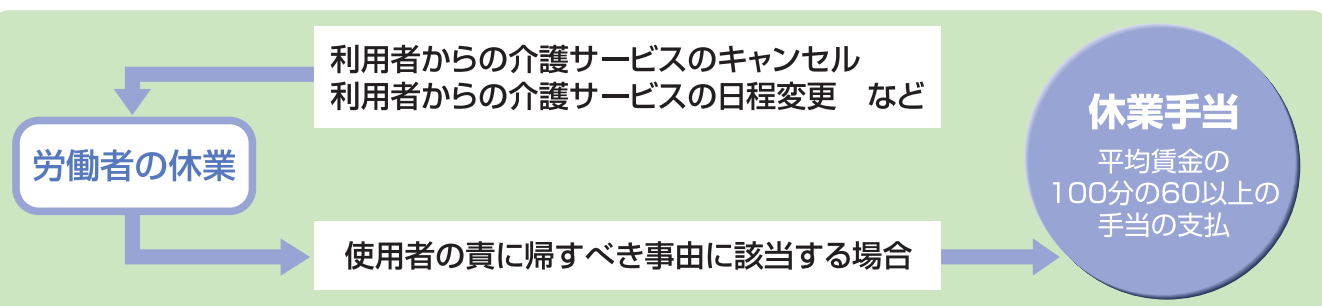 利用者からの介護サービスのキャンセル
利用者からの介護サービスの日程変更　など
労働者の休業
使用者の責に帰すべき事由に該当する場合
休業手当
平均賃金の
100分の60以上の
手当の支払